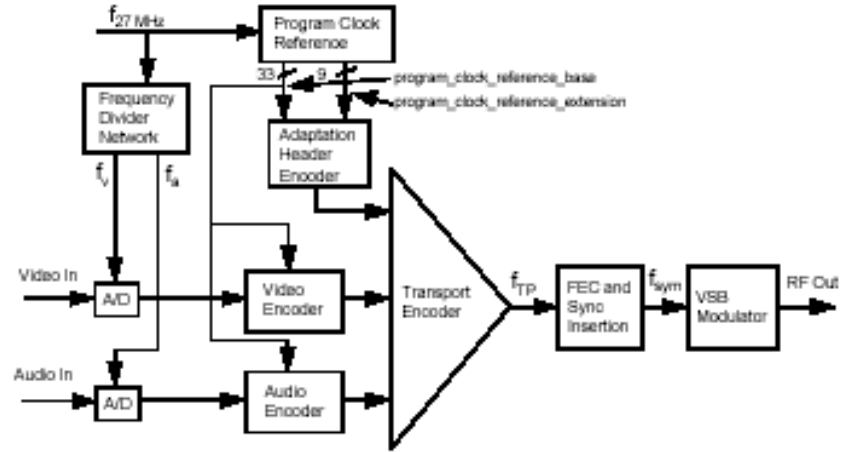 f27 MHz
Program Clock
Reference
33
9
program_clock_reference_base
program_clock_reference_extension
Frequency
Divider
Network
Adaptation
Header
Encoder
fv
fa
Video In
A/D
Video
Encoder
Transport
Encoder
fTP
FEC and
Sync
Insertion
fsym
VSB
Modulator
RF Out
Audio In
A/D
Audio
Encoder